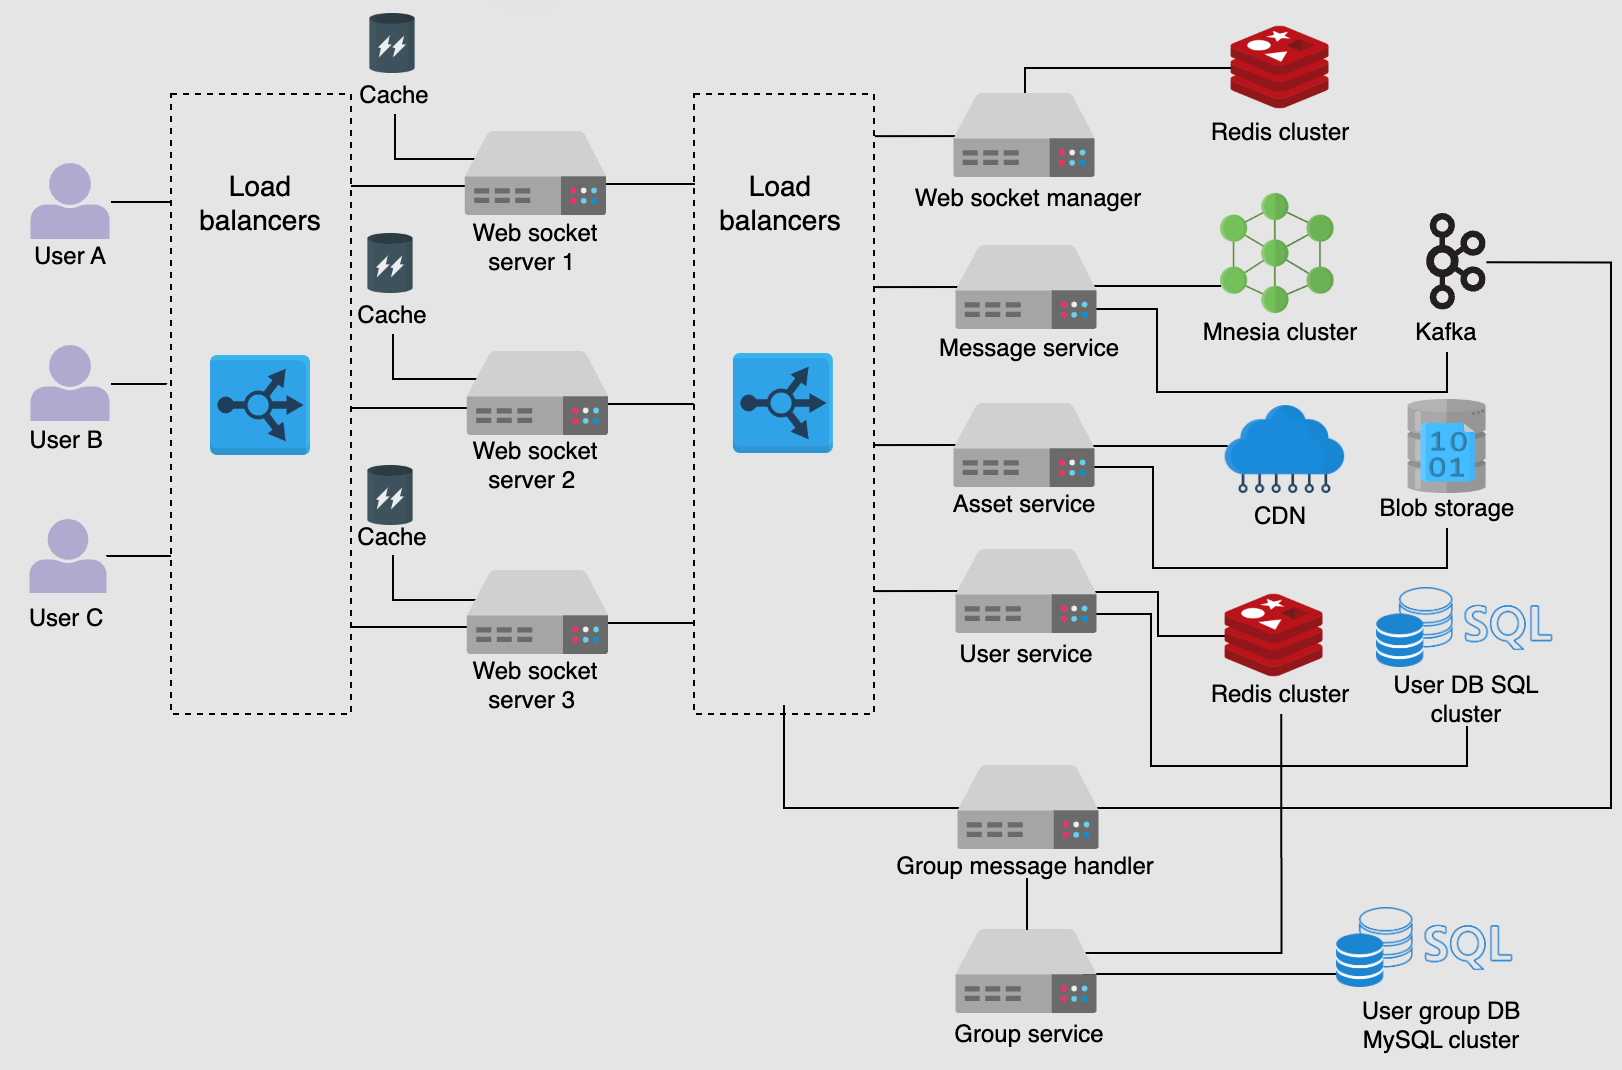 Cache
Load
balancers
User A
Web socket
server 1
Cache
User B
Web socket
server 2
Cache
User C
Web socket
server 3
Load
balancers
Web socket manager
Redis cluster
Message service
Mnesia cluster
Kafka
Asset service
CDN
10
01
Blob storage
User service
Redis cluster
SQL
User DB SQL
cluster
Group message handler
Group service
SQL
User group DB
MySQL cluster